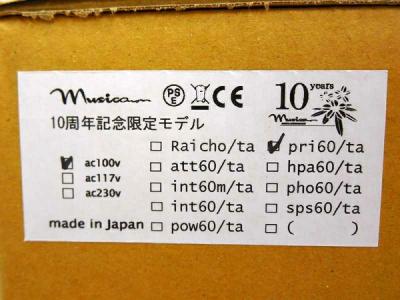 musica
PS E CE
10 years
musica
10周年記念限定モデル
ac100v
ac117v
ac230v
made in Japan
Raicho/ta
att60/ta
int60m/ta
int60/ta
pow60/ta
pri60/ta
hpa60/ta
pho60/ta
sps60/ta
( )